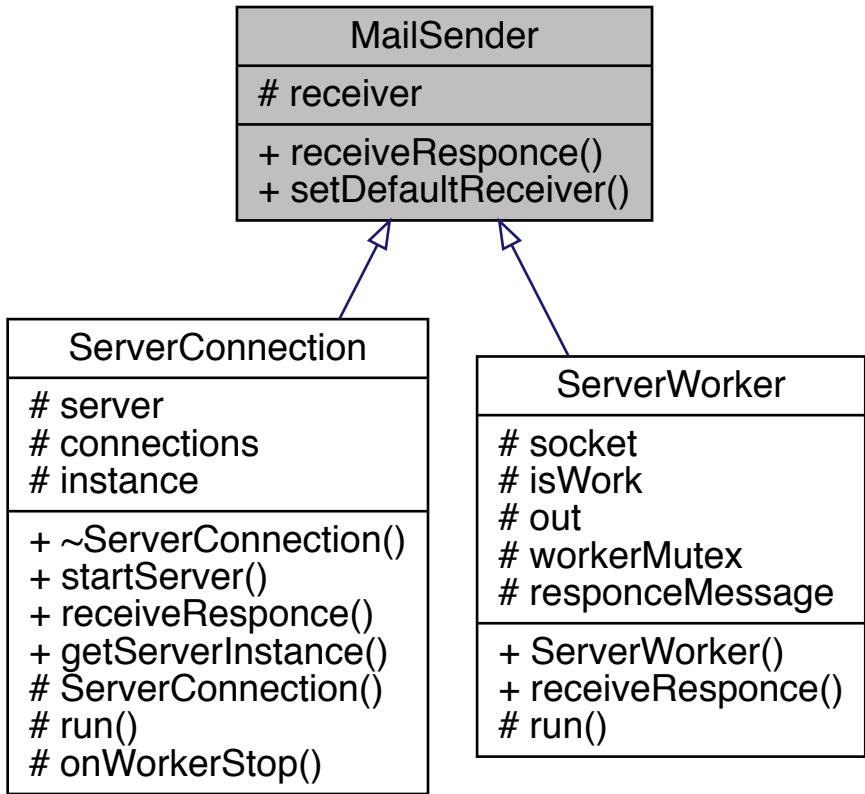 MailSender
# receiver
+ receiveResponce()
+ setDefaultReceiver()
ServerConnection
# server
# connections
# instance
+ ~ServerConnection()
+ startServer()
+ receiveResponce()
+ getServerInstance()
# ServerConnection()
# run()
# onWorkerStop()
ServerWorker
# socket
# isWork
# out
# workerMutex
# responceMessage
+ ServerWorker()
+ receiveResponce()
# run()